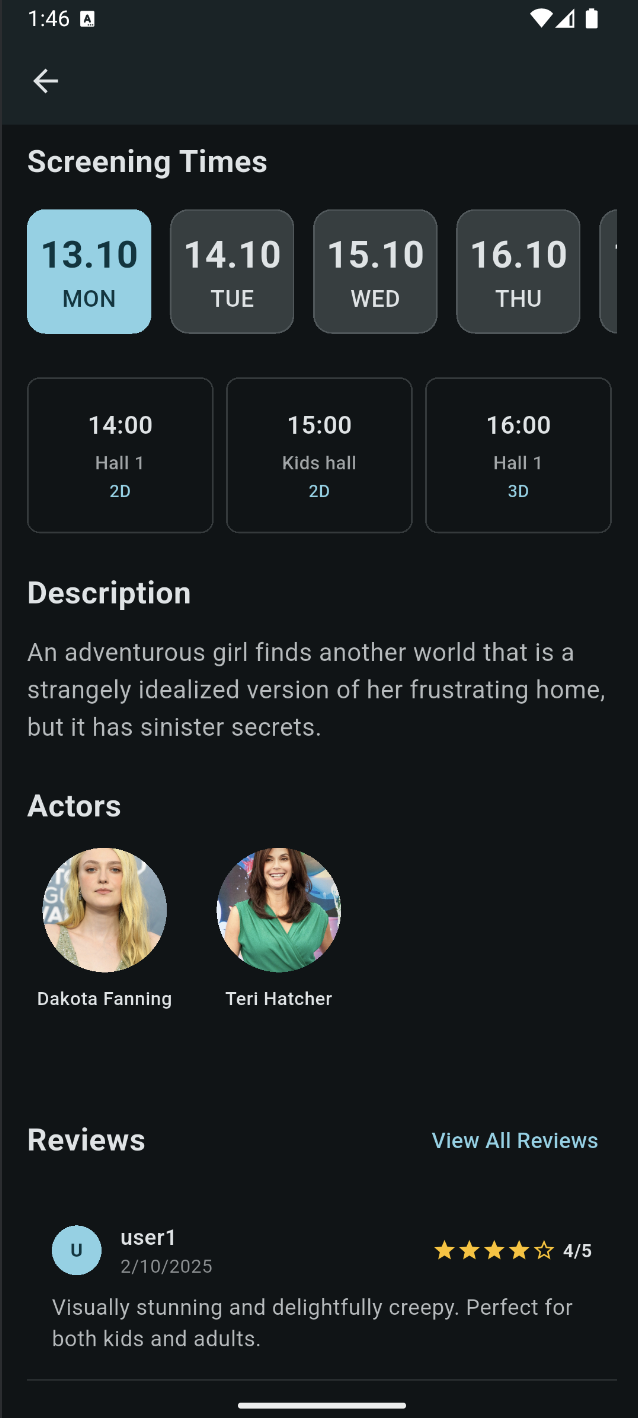 1:46
Screening Times
13.10
MON
14.10
TUE
15.10
WED
16.10
THU
14:00
Hall 1
2D
15:00
Kids hall
2D
16:00
Hall 1
3D
Description
An adventurous girl finds another world that is a
strangely idealized version of her frustrating home,
but it has sinister secrets.
Actors
Dakota Fanning
Teri Hatcher
Reviews
View All Reviews
U
user1
2/10/2025
4/5
Visually stunning and delightfully creepy. Perfect for
both kids and adults.